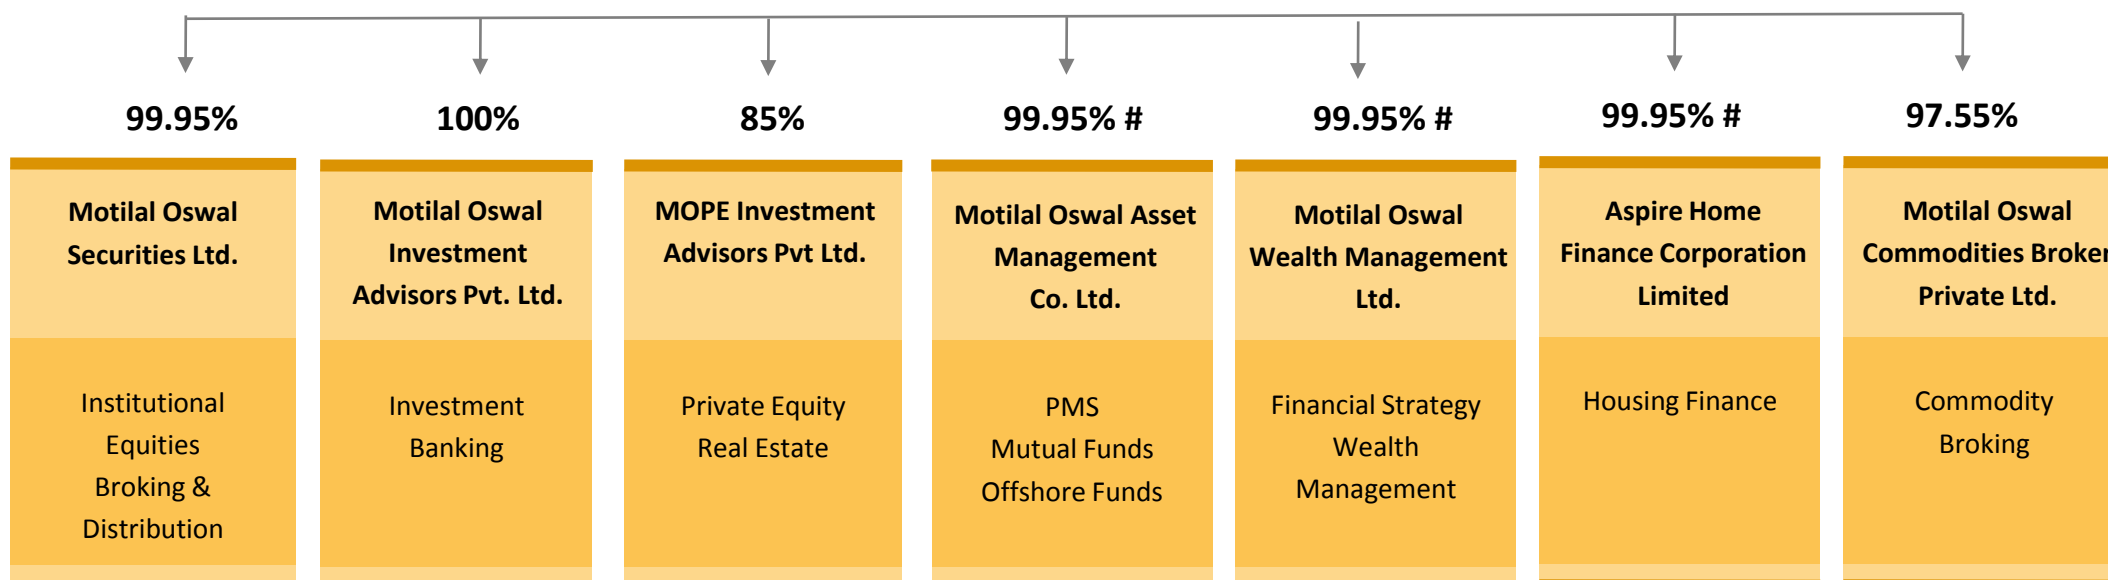 99.95%
100%
85%
99.95% #
99.95% #
99.95% #
97.55%
Motilal Oswal
Securities Ltd.
Motilal Oswal
Investment
Advisors Pvt. Ltd.
MOPE Investment
Advisors Pvt Ltd.
Motilal Oswal Asset
Management
Co. Ltd.
Motilal Oswal
Wealth Management
Ltd.
Aspire Home
Finance Corporation
Limited
Motilal Oswal
Commodities Broker
Private Ltd.
Institutional
Equities
Broking &
Distribution
Investment
Banking
Private Equity
Real Estate
PMS
Mutual Funds
Offshore Funds
Financial Strategy
Wealth
Management
Housing Finance
Commodity
Broking